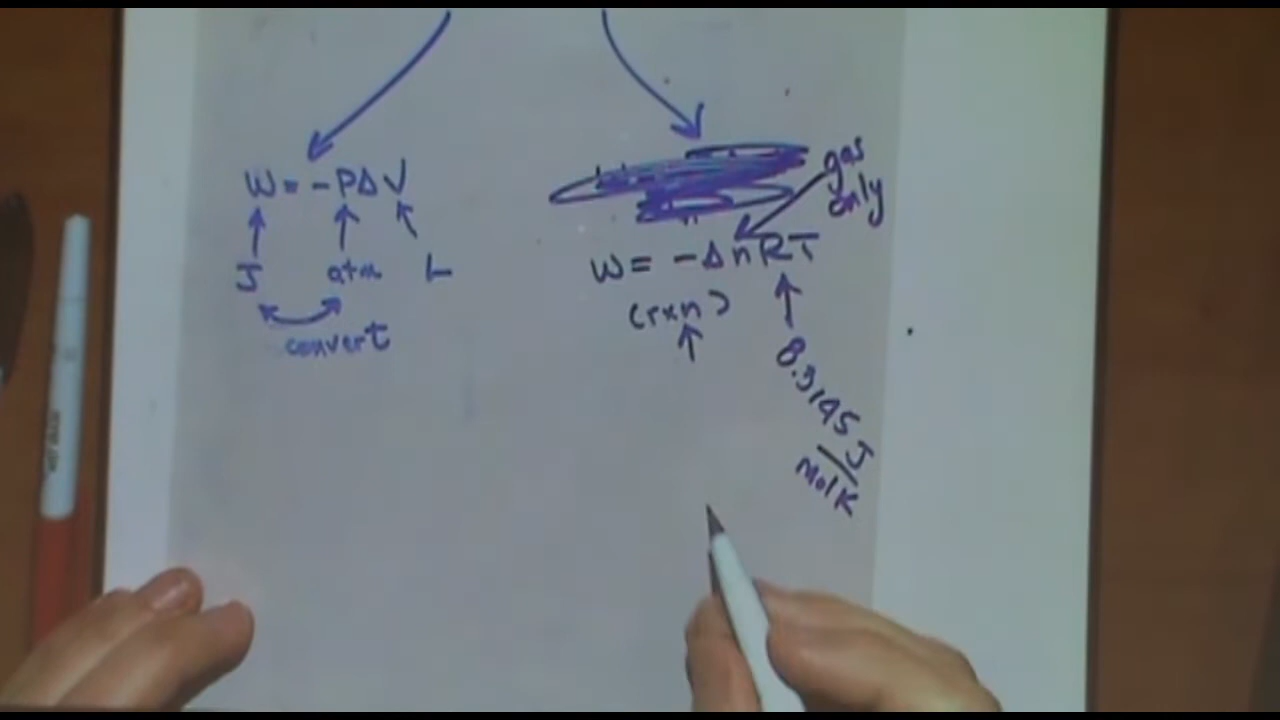 W = -PΔV
J atm L
convert
gas
only
W = -ΔnRT
(rxn)
8.3145 J
mol K